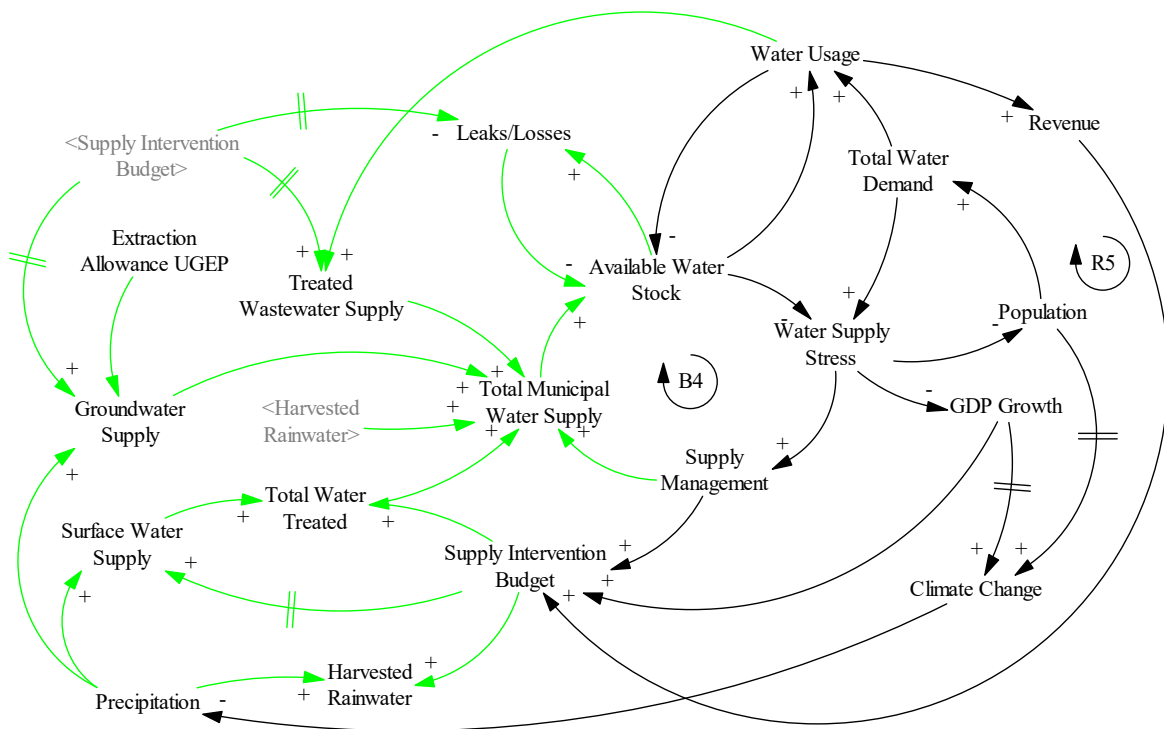 Water Usage
+
+
+
Revenue
<Supply Intervention
Budget>
-
Leaks/Losses
+
Total Water
Demand
+
Extraction
Allowance UGEP
+
+
Treated
Wastewater Supply
-
-
Available Water
Stock
+
R5
+
-
Water Supply
Stress
-
Population
+
Groundwater
Supply
+
+
+
Total Municipal
Water Supply
+
+
<Harvested
Rainwater>
B4
-
GDP Growth
+
Supply
Management
+
Surface Water
Supply
+
+
Total Water
Treated
+
+
Supply Intervention
Budget
+
+
+
+
+
Climate Change
+
Precipitation
-
+
Harvested
Rainwater
+